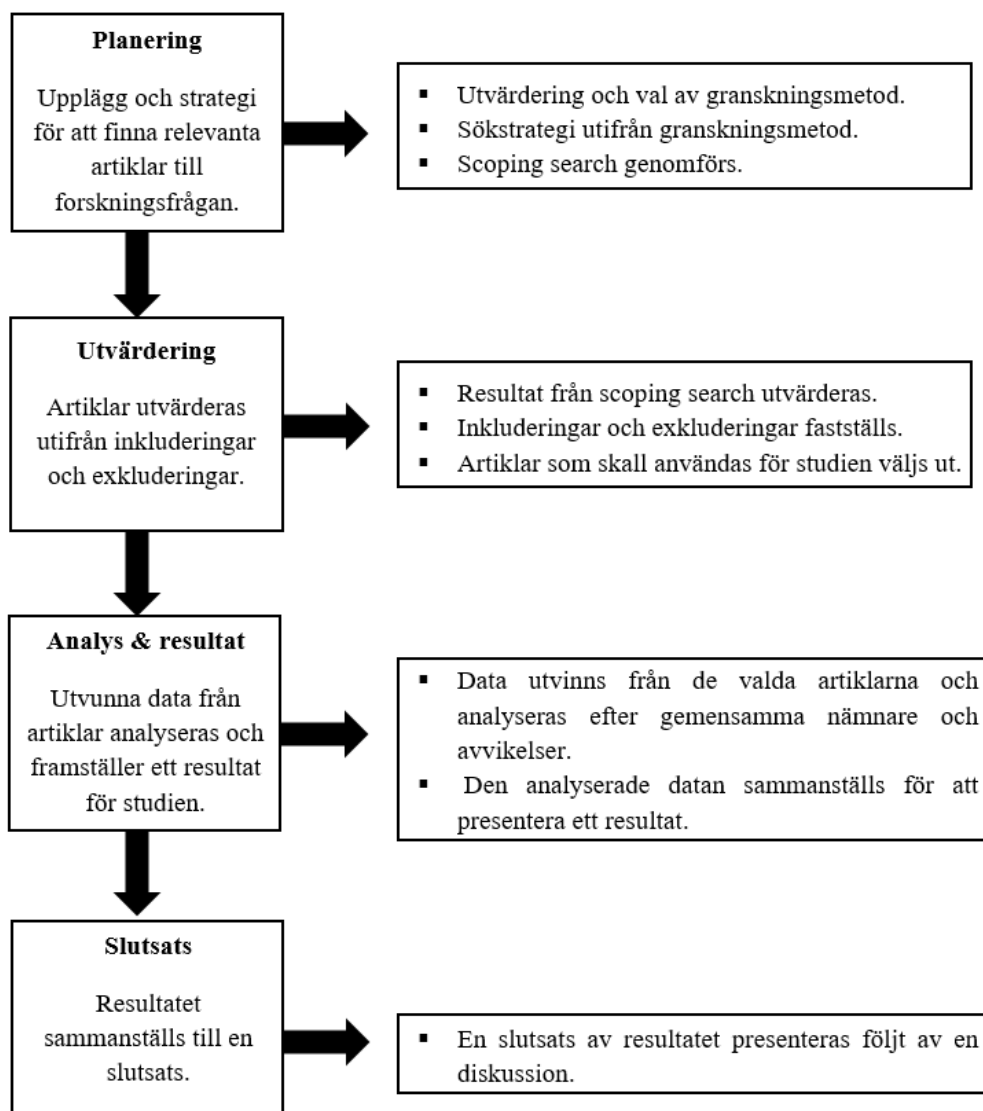 Planering
Upplägg och strategi
för att finna relevanta
artiklar till
forskningsfrågan.
▪ Utvärdering och val av granskningsmetod.
▪ Sökstrategi utifrån granskningsmetod.
▪ Scoping search genomförs.
Utvärdering
Artiklar utvärderas
utifrån inkluderingar
och exkluderingar.
▪ Resultat från scoping search utvärderas.
▪ Inkluderingar och exkluderingar fastställs.
▪ Artiklar som skall användas för studien väljs ut.
Analys & resultat
Utvunna data från
artiklar analyseras och
framställer ett resultat
för studien.
▪ Data utvinns från de valda artiklarna och
analyseras efter gemensamma nämnare och
avvikelser.
▪ Den analyserade datan sammanställs för att
presentera ett resultat.
Slutsats
Resultatet
sammanställs till en
slutsats.
▪ En slutsats av resultatet presenteras följt av en
diskussion.